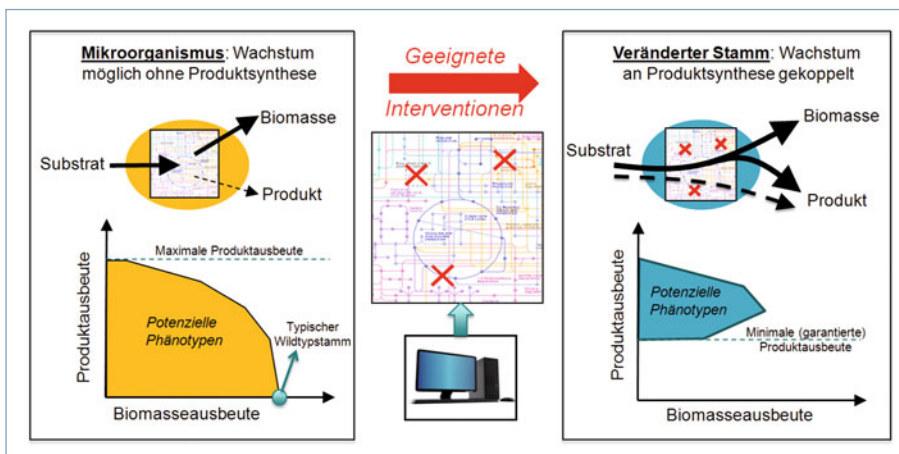 Mikroorganismus: Wachstum
möglich ohne Produktsynthese
Biomasse
Substrat
Produkt
Produktausbeute
Maximale Produktausbeute
Potenzielle
Phänotypen
Typischer
Wildtypstamm
Biomasseausbeute
Geeignete
Interventionen
Veränderter Stamm: Wachstum
an Produktsynthese gekoppelt
Biomasse
Substrat
Produkt
Produktausbeute
Potenzielle
Phänotypen
Minimale (garantierte)
Produktausbeute
Biomasseausbeute